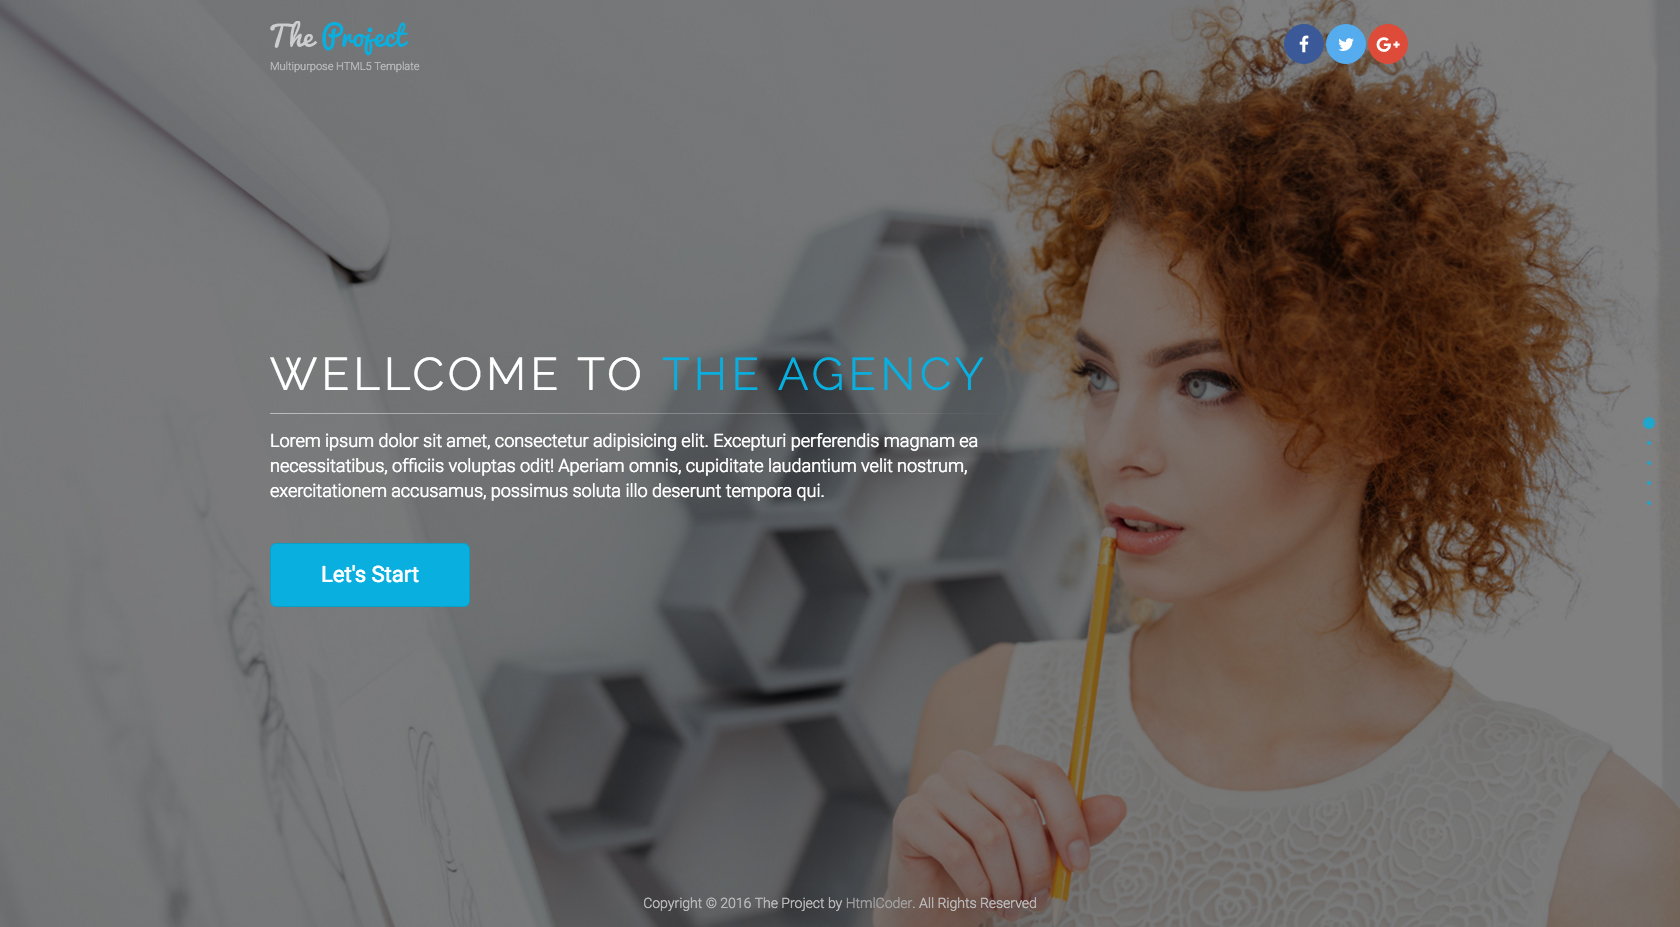 The Project
Multipurpose HTML5 Template
WELLCOME TO THE AGENCY
Lorem ipsum dolor sit amet, consectetur adipisicing elit. Excepturi perferendis magnam ea
necessitatibus, officiis voluptas odit! Aperiam omnis, cupiditate laudantium velit nostrum,
exercitationem accusamus, possimus soluta illo deserunt tempora qui.
Let's Start
Copyright © 2016 The Project by HtmlCoder. All Rights Reserved